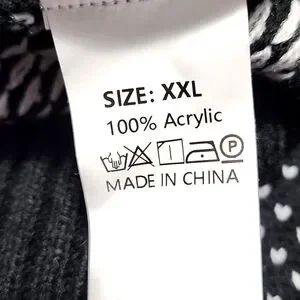 SIZE: XXL
100% Acrylic
P
MADE IN CHINA